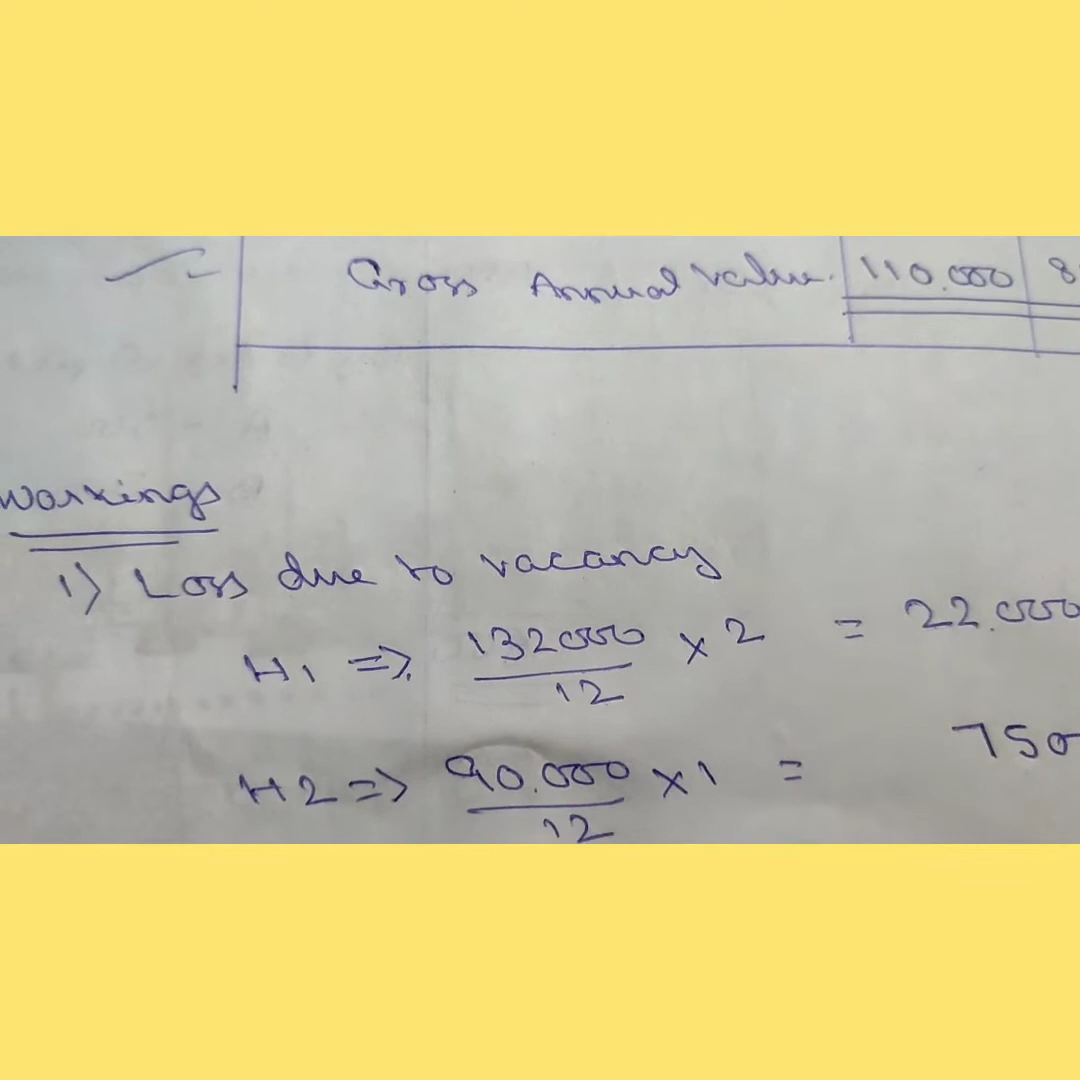 Gross Annual Value. 110.000 8
Workings
1) Loss due to vacancy
H1 => 132000/12 x 2 = 22.000
H2 => 90.000/12 x 1 = 750